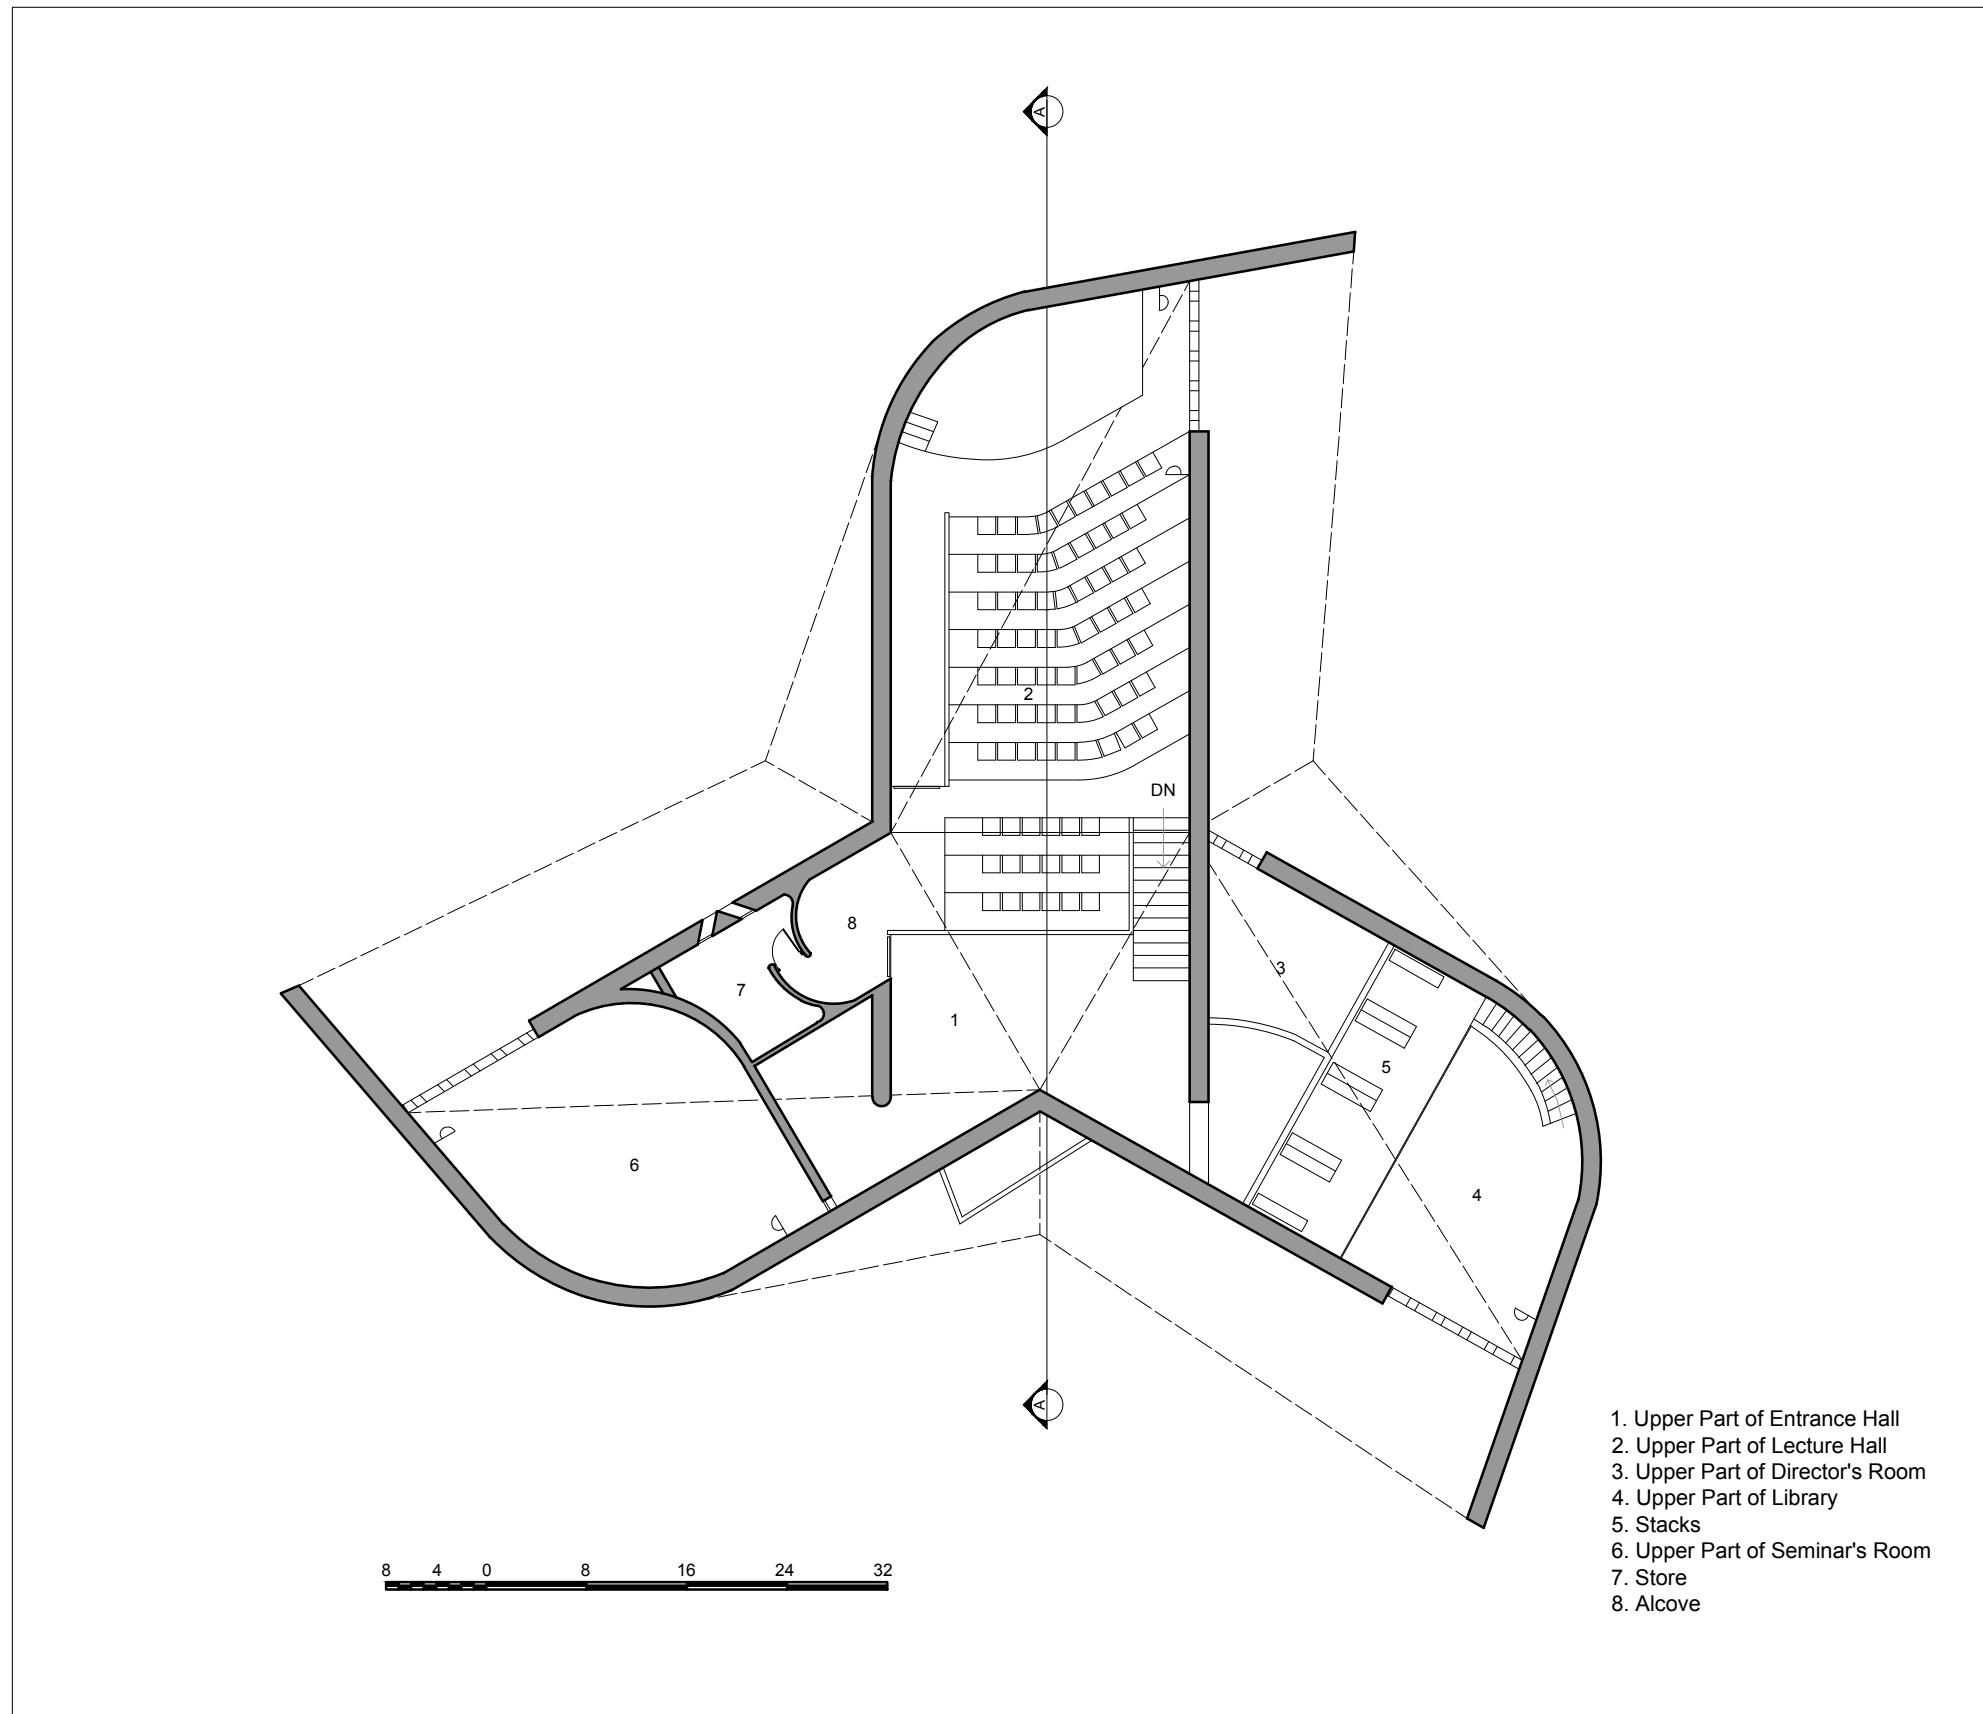 A
2
DN
8
3
7
1
5
6
4
A
1. Upper Part of Entrance Hall
2. Upper Part of Lecture Hall
3. Upper Part of Director's Room
4. Upper Part of Library
5. Stacks
6. Upper Part of Seminar's Room
7. Store
8. Alcove
8 4 0 8 16 24 32